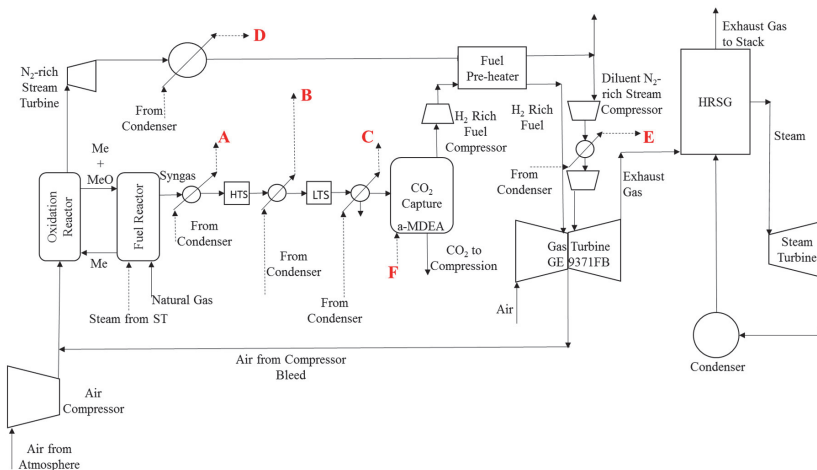 D
N2-rich
Stream
Turbine
From
Condenser
Fuel
Pre-heater
Exhaust Gas
to Stack
HRSG
B
A
C
H2 Rich
Fuel
Compressor
H2 Rich
Fuel
Diluent N2-
rich Stream
Compressor
E
From
Condenser
Exhaust
Gas
Steam
Me
+
MeO
Syngas
Oxidation
Reactor
Fuel Reactor
HTS
LTS
From
Condenser
From
Condenser
From
Condenser
CO2
Capture
a-MDEA
F
CO2 to
Compression
Me
Natural Gas
Steam from ST
Gas Turbine
GE 9371FB
Air
Steam
Turbine
Condenser
Air from Compressor
Bleed
Air
Compressor
Air from
Atmosphere